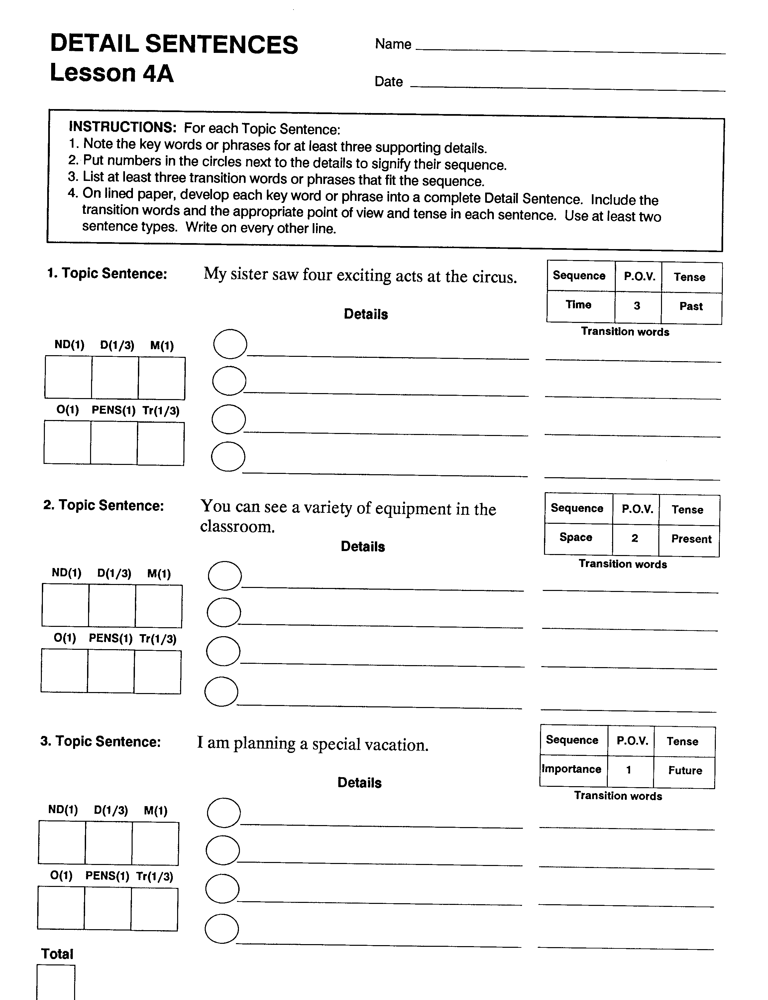 DETAIL SENTENCES
Lesson 4A
Name
Date
INSTRUCTIONS: For each Topic Sentence:
1. Note the key words or phrases for at least three supporting details.
2. Put numbers in the circles next to the details to signify their sequence.
3. List at least three transition words or phrases that fit the sequence.
4. On lined paper, develop each key word or phrase into a complete Detail Sentence. Include the
transition words and the appropriate point of view and tense in each sentence. Use at least two
sentence types. Write on every other line.
1. Topic Sentence: My sister saw four exciting acts at the circus.
Sequence P.O.V. Tense
Time 3 Past
Details
Transition words
ND(1) D(1/3) M(1)
O(1) PENS(1) Tr(1/3)
2. Topic Sentence: You can see a variety of equipment in the
classroom.
Sequence P.O.V. Tense
Space 2 Present
Details
Transition words
ND(1) D(1/3) M(1)
O(1) PENS(1) Tr(1/3)
3. Topic Sentence: I am planning a special vacation.
Sequence P.O.V. Tense
Importance 1 Future
Details
Transition words
ND(1) D(1/3) M(1)
O(1) PENS(1) Tr(1/3)
Total